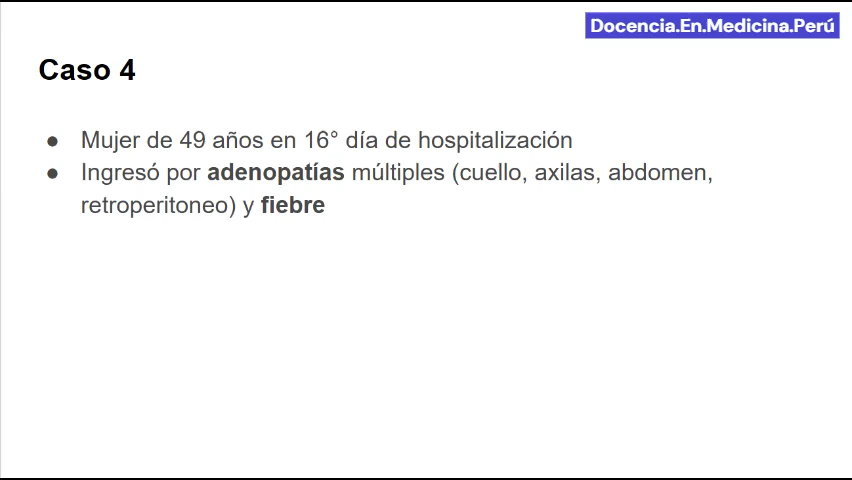 Docencia.En.Medicina.Perú
Caso 4
● Mujer de 49 años en 16° día de hospitalización
● Ingresó por adenopatías múltiples (cuello, axilas, abdomen,
retroperitoneo) y fiebre